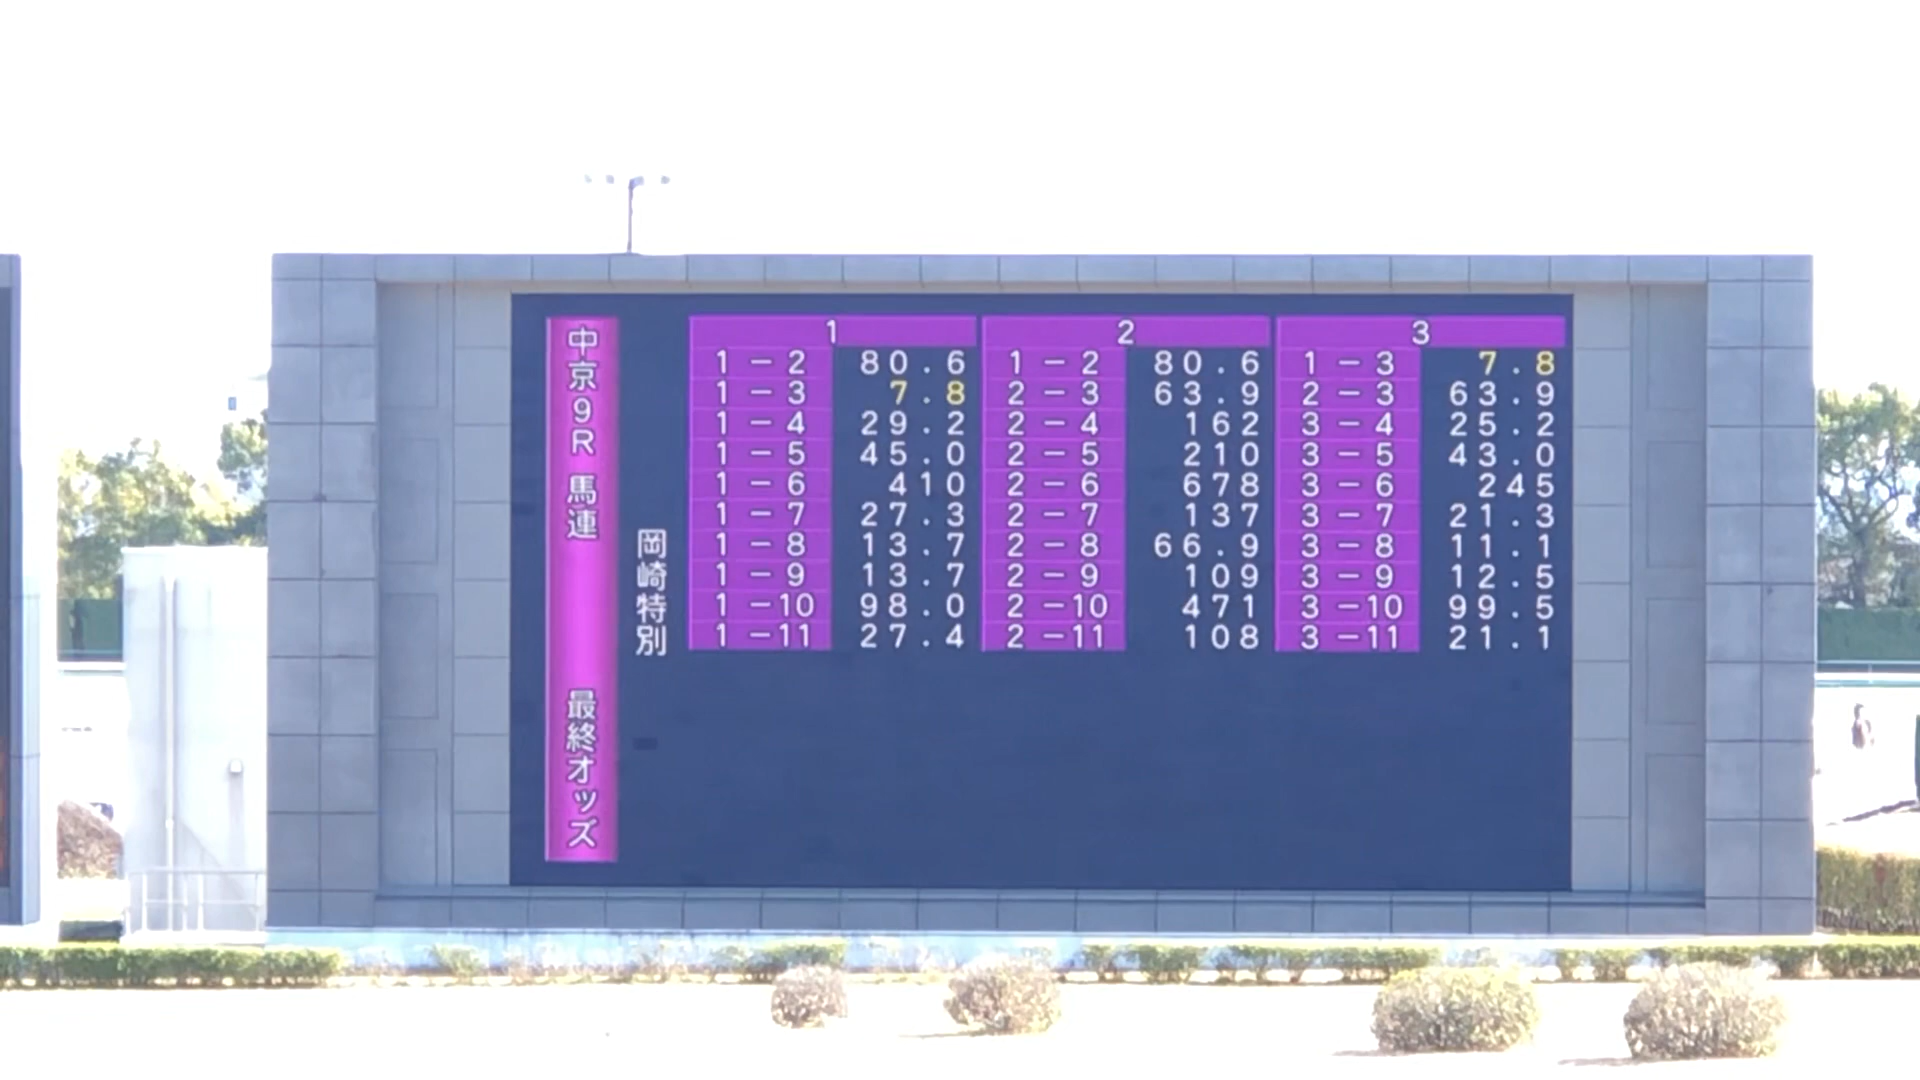 中京9R 馬連 最終オッズ
岡崎特別
1 2 3
1-2 80.6 1-2 80.6 1-3 7.8
1-3 7.8 2-3 63.9 2-3 63.9
1-4 29.2 2-4 162 3-4 25.2
1-5 45.0 2-5 210 3-5 43.0
1-6 410 2-6 678 3-6 245
1-7 27.3 2-7 137 3-7 21.3
1-8 13.7 2-8 66.9 3-8 11.1
1-9 13.7 2-9 109 3-9 12.5
1-10 98.0 2-10 471 3-10 99.5
1-11 27.4 2-11 108 3-11 21.1